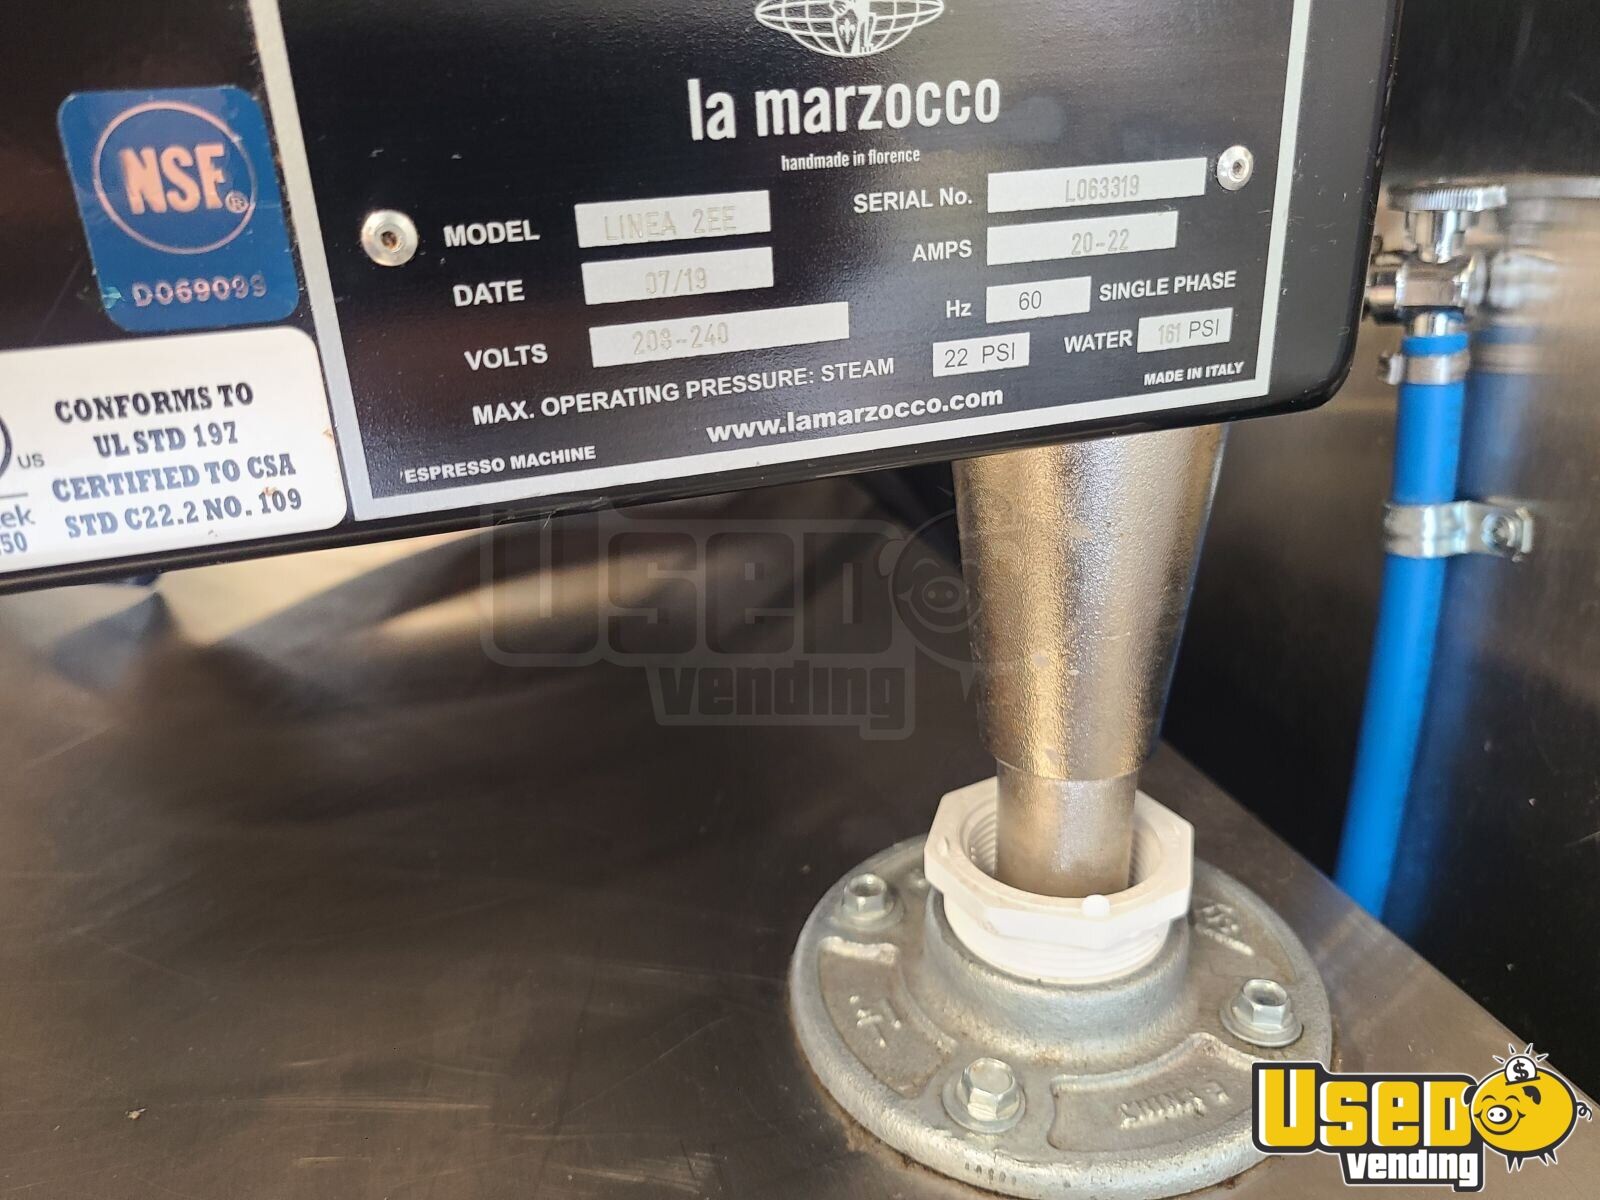 NSF®
D069099
CONFORMS TO
UL STD 197
CERTIFIED TO CSA
STD C22.2 NO. 109
US
ek
50
la marzocco
handmade in florence
MODEL LINEA 2EE
SERIAL No. L063319
DATE 07/19
AMPS 20-22
VOLTS 208-240
Hz 60 SINGLE PHASE
MAX. OPERATING PRESSURE: STEAM 22 PSI WATER 161 PSI
www.lamarzocco.com
MADE IN ITALY
ESPRESSO MACHINE
USED
vending
USED
vending